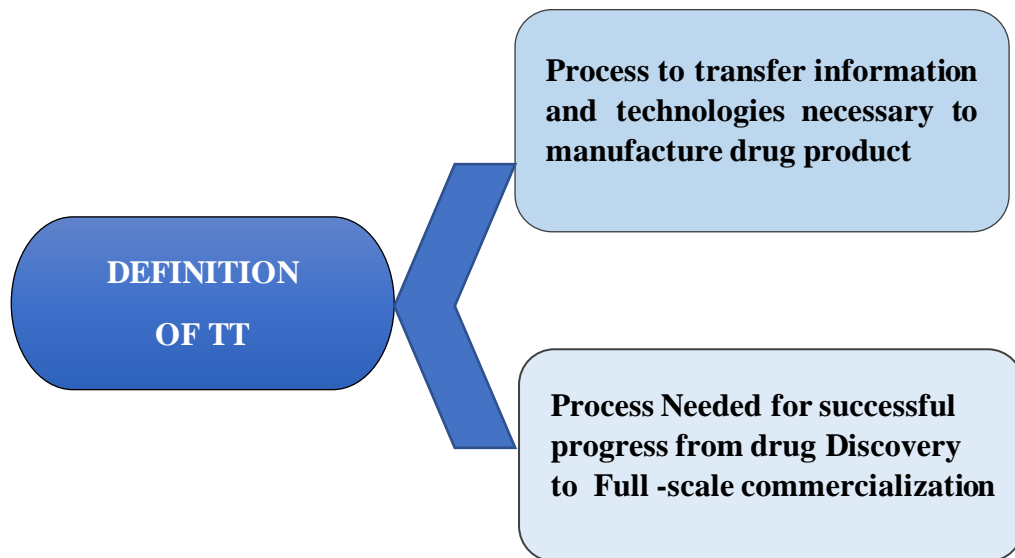 DEFINITION
OF TT
Process to transfer information
and technologies necessary to
manufacture drug product
Process Needed for successful
progress from drug Discovery
to Full -scale commercialization